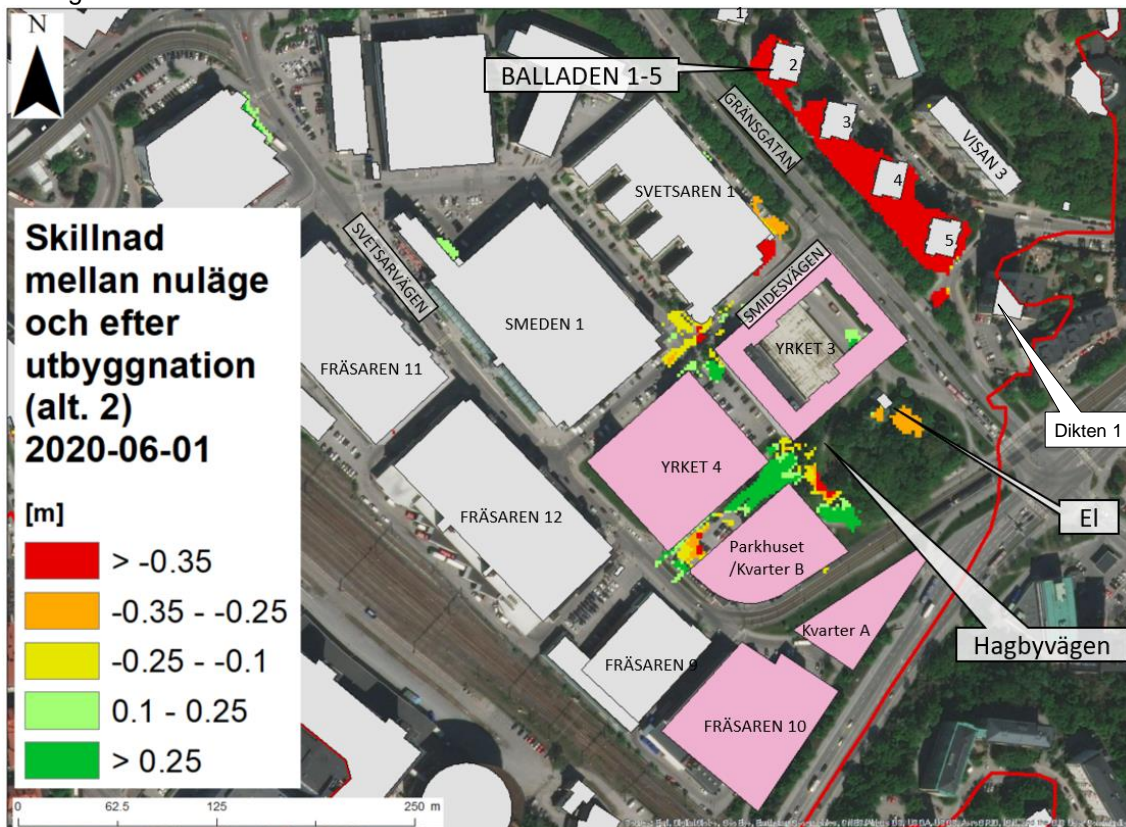 N
1
2
BALLADEN 1-5
3
GRÄNSGATAN
VISAN 3
4
SVETSAREN 1
5
Skillnad
mellan nuläge
och efter
utbyggnation
(alt. 2)
2020-06-01
[m]
> -0.35
-0.35 - -0.25
-0.25 - -0.1
0.1 - 0.25
> 0.25
SVETSARVÄGEN
SMIDESVÄGEN
SMEDEN 1
YRKET 3
FRÄSAREN 11
Dikten 1
YRKET 4
El
FRÄSAREN 12
Parkhuset
/Kvarter B
Kvarter A
Hagbyvägen
FRÄSAREN 9
FRÄSAREN 10
0 62.5 125 250 m